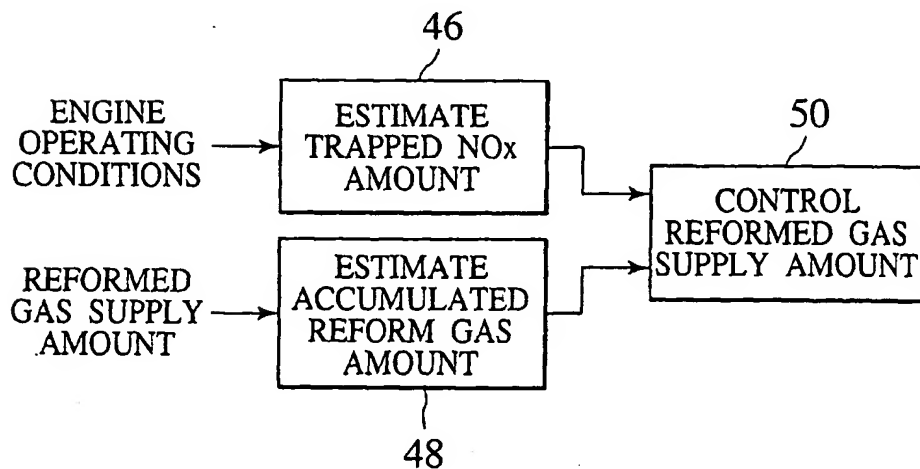 46
ENGINE
OPERATING
CONDITIONS
ESTIMATE
TRAPPED NOx
AMOUNT
50
CONTROL
REFORMED GAS
SUPPLY AMOUNT
REFORMED
GAS SUPPLY
AMOUNT
ESTIMATE
ACCUMULATED
REFORM GAS
AMOUNT
48